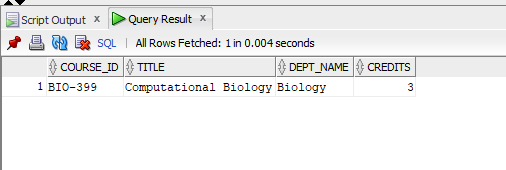 Script Output x Query Result x
SQL | All Rows Fetched: 1 in 0.004 seconds
COURSE_ID TITLE DEPT_NAME CREDITS
1 BIO-399 Computational Biology Biology 3